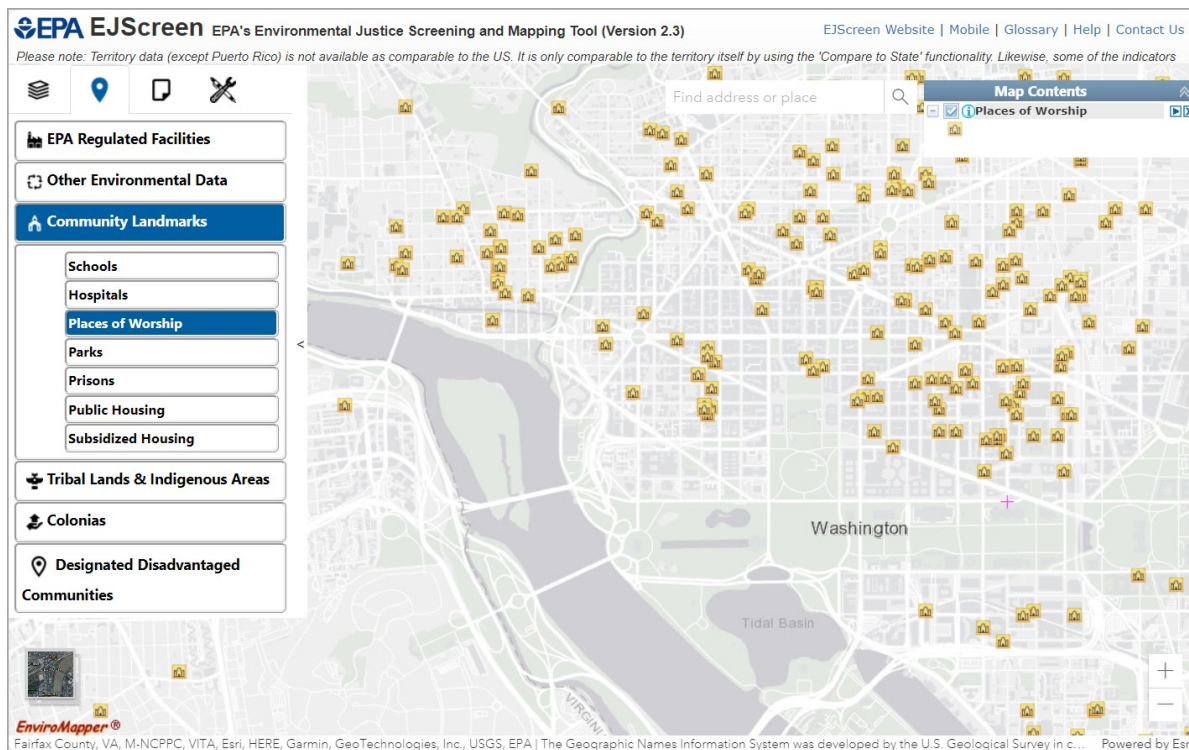 EPA EJScreen EPA's Environmental Justice Screening and Mapping Tool (Version 2.3)
EJScreen Website | Mobile | Glossary | Help | Contact Us
Please note: Territory data (except Puerto Rico) is not available as comparable to the US. It is only comparable to the territory itself by using the 'Compare to State' functionality. Likewise, some of the indicators
Find address or place
Map Contents
Places of Worship
EPA Regulated Facilities
Other Environmental Data
Community Landmarks
Schools
Hospitals
Places of Worship
Parks
Prisons
Public Housing
Subsidized Housing
Tribal Lands & Indigenous Areas
Colonias
Designated Disadvantaged
Communities
<
Washington
Tidal Basin
EnviroMapper ®
Fairfax County, VA, M-NCPPC, VITA, Esri, HERE, Garmin, GeoTechnologies, Inc., USGS, EPA | The Geographic Names Information System was developed by the U.S. Geological Survey in c... Powered by